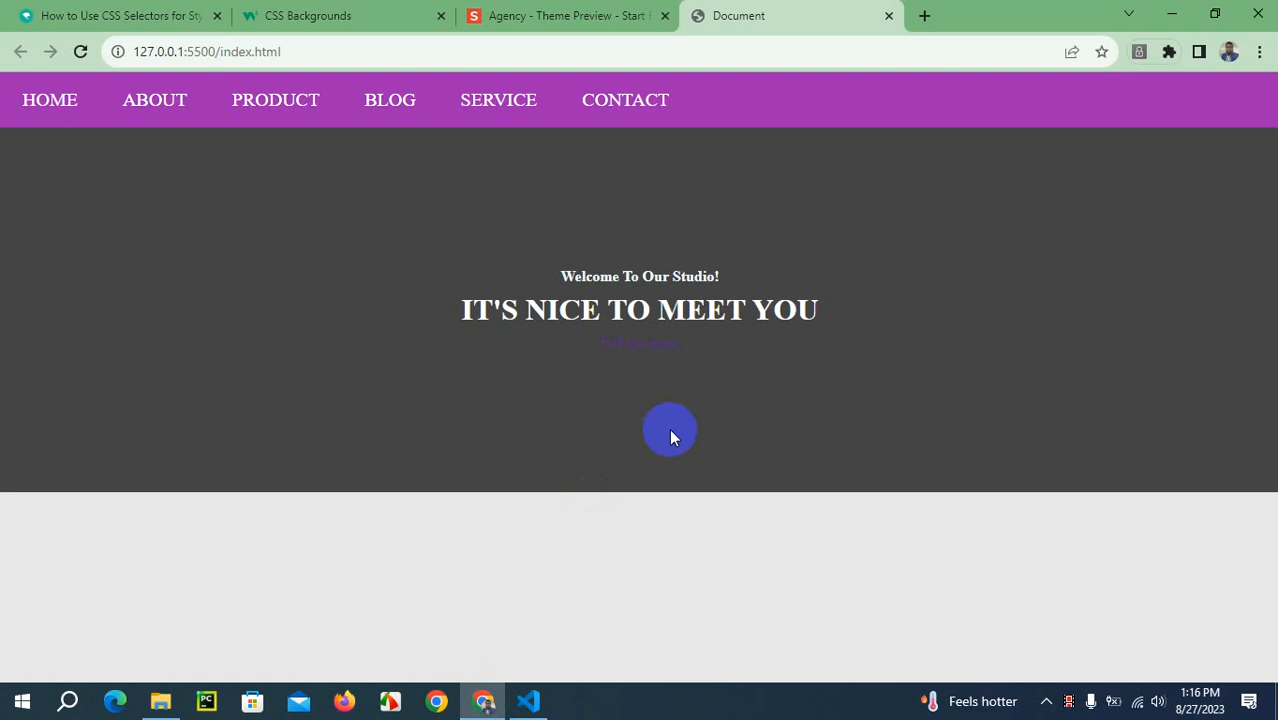 How to Use CSS Selectors for Sty
CSS Backgrounds
Agency - Theme Preview - Start
Document
127.0.0.1:5500/index.html
HOME ABOUT PRODUCT BLOG SERVICE CONTACT
Welcome To Our Studio!
IT'S NICE TO MEET YOU
Feels hotter
1:16 PM
8/27/2023